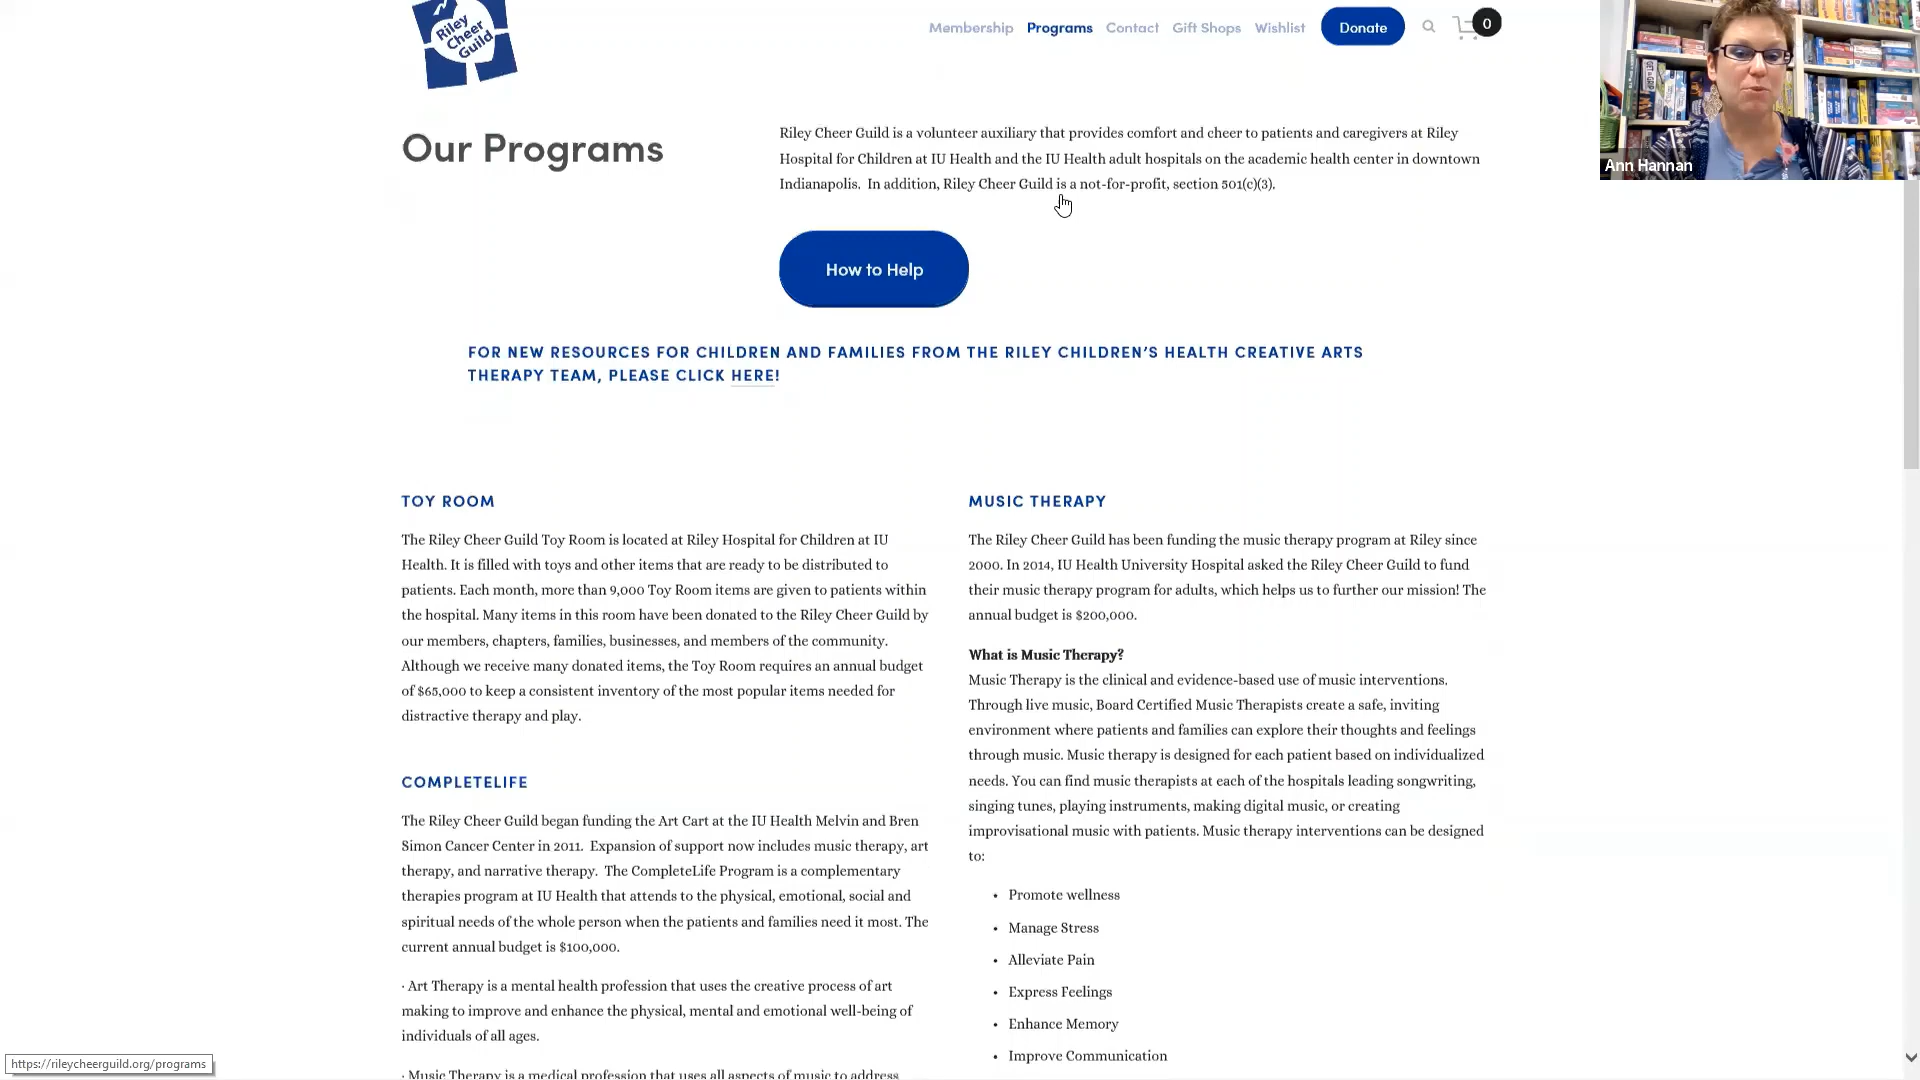 Riley
Cheer
Guild
Membership Programs Contact Gift Shops Wishlist Donate 0
Ann Hannan
Our Programs
Riley Cheer Guild is a volunteer auxiliary that provides comfort and cheer to patients and caregivers at Riley
Hospital for Children at IU Health and the IU Health adult hospitals on the academic health center in downtown
Indianapolis. In addition, Riley Cheer Guild is a not-for-profit, section 501(c)(3).
How to Help
FOR NEW RESOURCES FOR CHILDREN AND FAMILIES FROM THE RILEY CHILDREN'S HEALTH CREATIVE ARTS
THERAPY TEAM, PLEASE CLICK HERE!
TOY ROOM
The Riley Cheer Guild Toy Room is located at Riley Hospital for Children at IU
Health. It is filled with toys and other items that are ready to be distributed to
patients. Each month, more than 9,000 Toy Room items are given to patients within
the hospital. Many items in this room have been donated to the Riley Cheer Guild by
our members, chapters, families, businesses, and members of the community.
Although we receive many donated items, the Toy Room requires an annual budget
of $65,000 to keep a consistent inventory of the most popular items needed for
distractive therapy and play.
COMPLETELIFE
The Riley Cheer Guild began funding the Art Cart at the IU Health Melvin and Bren
Simon Cancer Center in 2011. Expansion of support now includes music therapy, art
therapy, and narrative therapy. The CompleteLife Program is a complementary
therapies program at IU Health that attends to the physical, emotional, social and
spiritual needs of the whole person when the patients and families need it most. The
current annual budget is $100,000.
· Art Therapy is a mental health profession that uses the creative process of art
making to improve and enhance the physical, mental and emotional well-being of
individuals of all ages.
· Music Therapy is a medical profession that uses all aspects of music to address
MUSIC THERAPY
The Riley Cheer Guild has been funding the music therapy program at Riley since
2000. In 2014, IU Health University Hospital asked the Riley Cheer Guild to fund
their music therapy program for adults, which helps us to further our mission! The
annual budget is $200,000.
What is Music Therapy?
Music Therapy is the clinical and evidence-based use of music interventions.
Through live music, Board Certified Music Therapists create a safe, inviting
environment where patients and families can explore their thoughts and feelings
through music. Music therapy is designed for each patient based on individualized
needs. You can find music therapists at each of the hospitals leading songwriting,
singing tunes, playing instruments, making digital music, or creating
improvisational music with patients. Music therapy interventions can be designed
to:
• Promote wellness
• Manage Stress
• Alleviate Pain
• Express Feelings
• Enhance Memory
• Improve Communication
https://rileycheerguild.org/programs